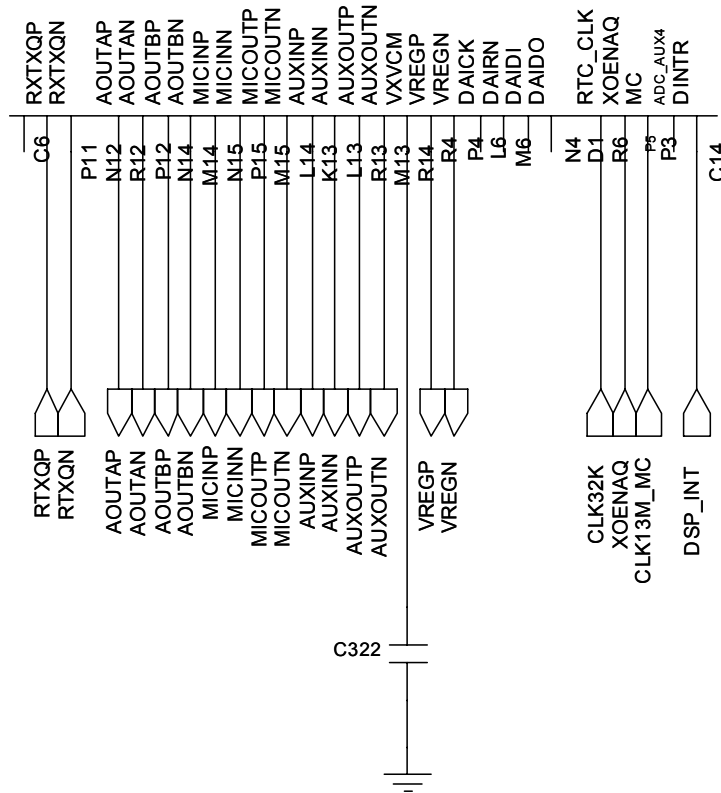 RXTXQP
RXTXQN
AOUTAP
AOUTAN
AOUTBP
AOUTBN
MICINP
MICINN
MICOUTP
MICOUTN
AUXINP
AUXINN
AUXOUTP
AUXOUTN
VXVCM
VREGP
VREGN
DAICK
DAIRN
DAIDI
DAIDO
RTC_CLK
XOENAQ
MC
ADC_AUX4
DINTR
C6
P11
N12
R12
P12
N14
M14
N15
P15
M15
L14
K13
L13
R13
M13
R14
R4
P4
L6
M6
N4
D1
R6
P5
P3
C14
RTXQP
RTXQN
AOUTAP
AOUTAN
AOUTBP
AOUTBN
MICINP
MICINN
MICOUTP
MICOUTN
AUXINP
AUXINN
AUXOUTP
AUXOUTN
VREGP
VREGN
CLK32K
XOENAQ
CLK13M_MC
DSP_INT
C322